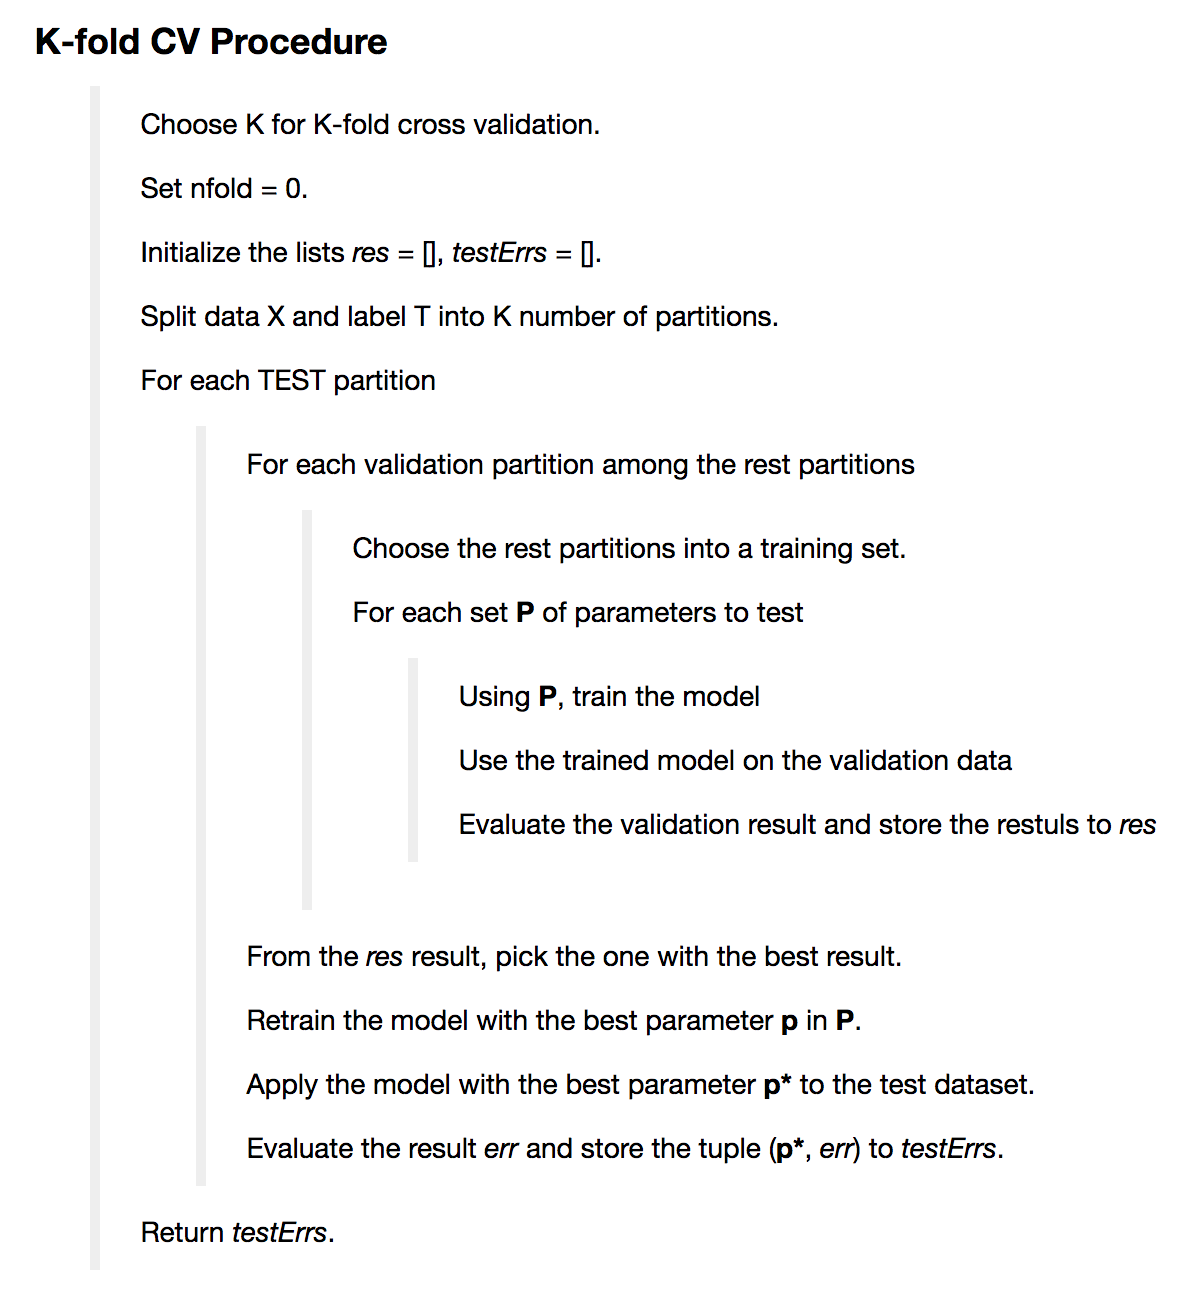 K-fold CV Procedure
Choose K for K-fold cross validation.
Set nfold = 0.
Initialize the lists res = [], testErrs = [].
Split data X and label T into K number of partitions.
For each TEST partition
For each validation partition among the rest partitions
Choose the rest partitions into a training set.
For each set P of parameters to test
Using P, train the model
Use the trained model on the validation data
Evaluate the validation result and store the restuls to res
From the res result, pick the one with the best result.
Retrain the model with the best parameter p in P.
Apply the model with the best parameter p* to the test dataset.
Evaluate the result err and store the tuple (p*, err) to testErrs.
Return testErrs.